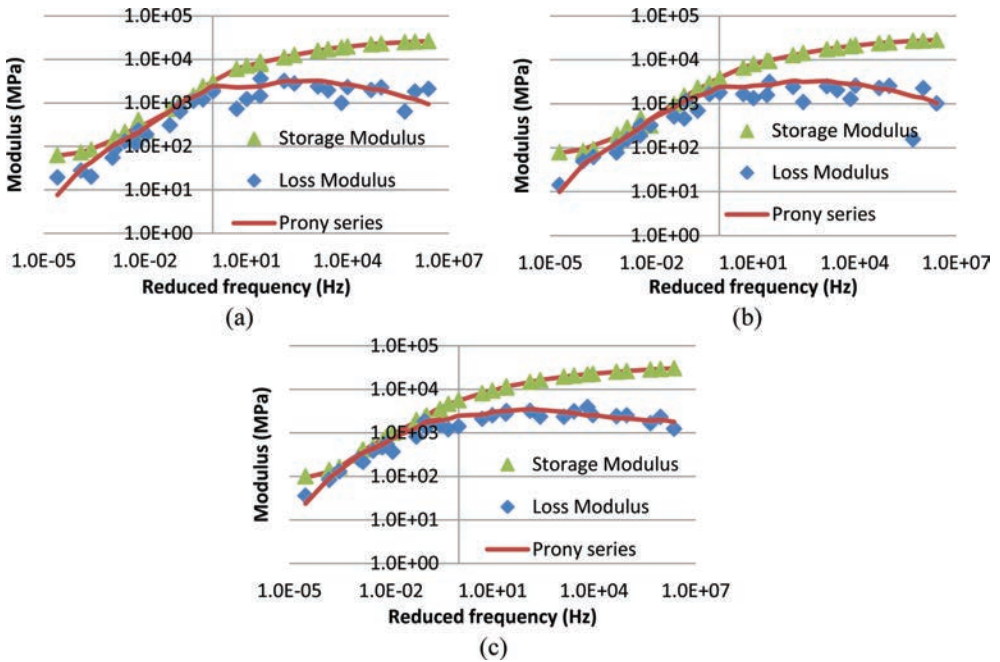 1.0E+05
1.0E+04
1.0E+03
1.0E+02
1.0E+01
1.0E+00
Modulus (MPa)
Storage Modulus
Loss Modulus
Prony series
1.0E-05 1.0E-02 1.0E+01 1.0E+04 1.0E+07
Reduced frequency (Hz)
(a)
1.0E+05
1.0E+04
1.0E+03
1.0E+02
1.0E+01
1.0E+00
Modulus (MPa)
Storage Modulus
Loss Modulus
Prony series
1.0E-05 1.0E-02 1.0E+01 1.0E+04 1.0E+07
Reduced frequency (Hz)
(b)
1.0E+05
1.0E+04
1.0E+03
1.0E+02
1.0E+01
1.0E+00
Modulus (MPa)
Storage Modulus
Loss Modulus
Prony series
1.0E-05 1.0E-02 1.0E+01 1.0E+04 1.0E+07
Reduced frequency (Hz)
(c)